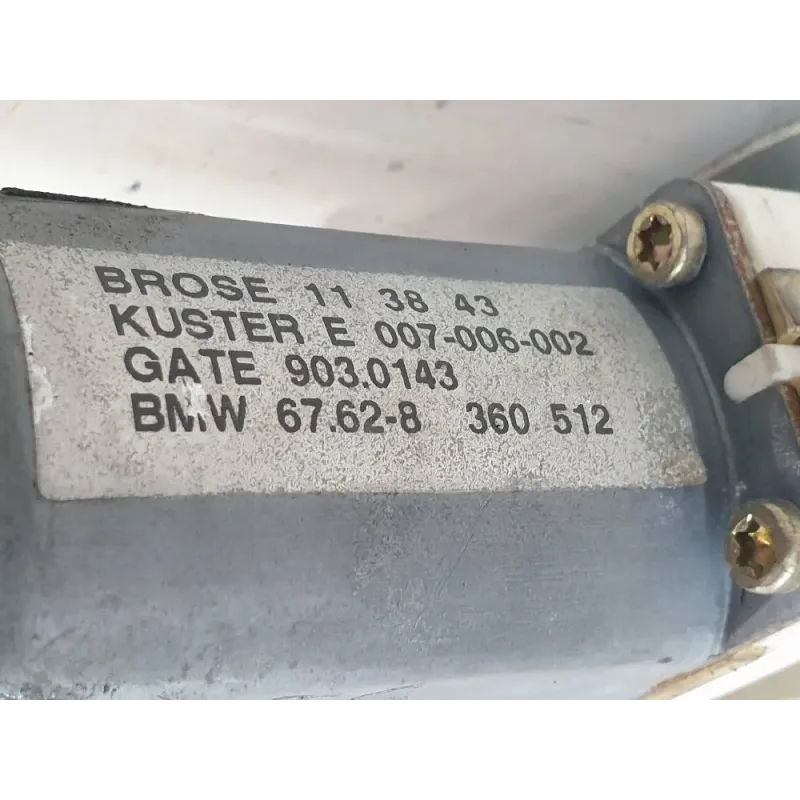 BROSE 11 38 43
KUSTER E 007-006-002
GATE 903.0143
BMW 67.62-8 360 512